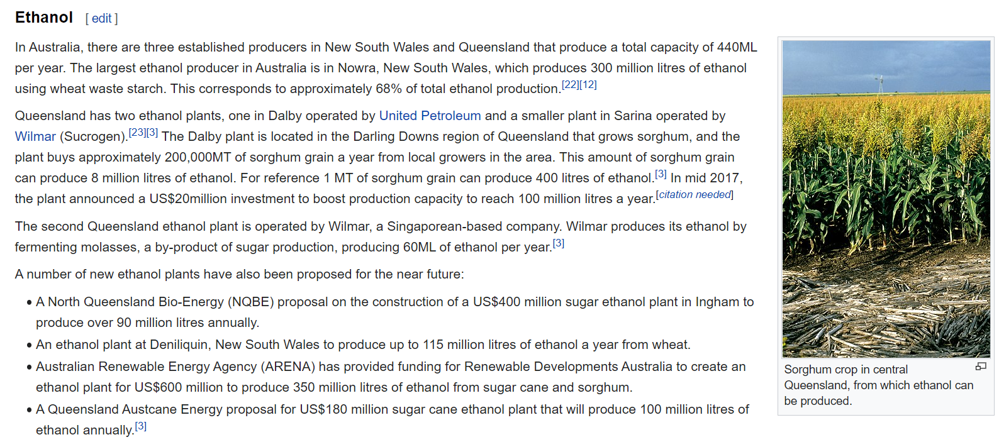 Ethanol [ edit ]
In Australia, there are three established producers in New South Wales and Queensland that produce a total capacity of 440ML
per year. The largest ethanol producer in Australia is in Nowra, New South Wales, which produces 300 million litres of ethanol
using wheat waste starch. This corresponds to approximately 68% of total ethanol production.[22][12]
Queensland has two ethanol plants, one in Dalby operated by United Petroleum and a smaller plant in Sarina operated by
Wilmar (Sucrogen).[23][3] The Dalby plant is located in the Darling Downs region of Queensland that grows sorghum, and the
plant buys approximately 200,000MT of sorghum grain a year from local growers in the area. This amount of sorghum grain
can produce 8 million litres of ethanol. For reference 1 MT of sorghum grain can produce 400 litres of ethanol.[3] In mid 2017,
the plant announced a US$20million investment to boost production capacity to reach 100 million litres a year.[citation needed]
The second Queensland ethanol plant is operated by Wilmar, a Singaporean-based company. Wilmar produces its ethanol by
fermenting molasses, a by-product of sugar production, producing 60ML of ethanol per year.[3]
A number of new ethanol plants have also been proposed for the near future:
• A North Queensland Bio-Energy (NQBE) proposal on the construction of a US$400 million sugar ethanol plant in Ingham to
produce over 90 million litres annually.
• An ethanol plant at Deniliquin, New South Wales to produce up to 115 million litres of ethanol a year from wheat.
• Australian Renewable Energy Agency (ARENA) has provided funding for Renewable Developments Australia to create an
ethanol plant for US$600 million to produce 350 million litres of ethanol from sugar cane and sorghum.
• A Queensland Austcane Energy proposal for US$180 million sugar cane ethanol plant that will produce 100 million litres of
ethanol annually.[3]
Sorghum crop in central
Queensland, from which ethanol can
be produced.